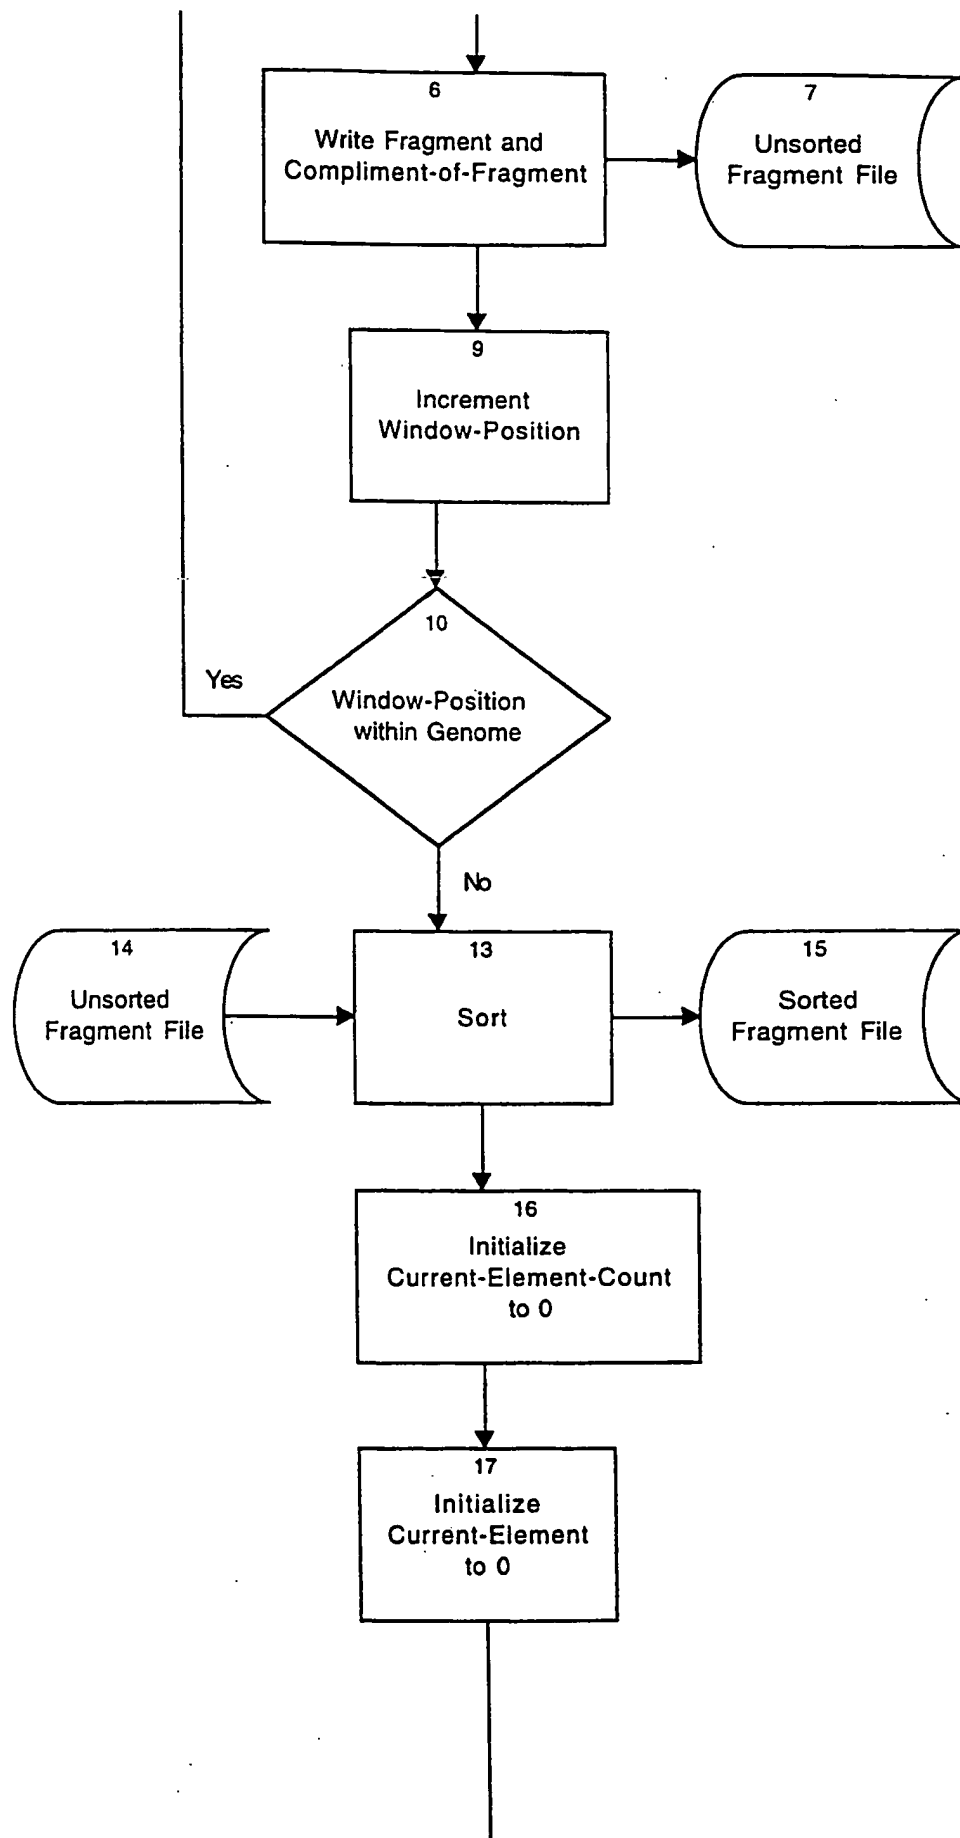 6
Write Fragment and
Compliment-of-Fragment
7
Unsorted
Fragment File
9
Increment
Window-Position
10
Window-Position
within Genome
Yes
No
14
Unsorted
Fragment File
13
Sort
15
Sorted
Fragment File
16
Initialize
Current-Element-Count
to 0
17
Initialize
Current-Element
to 0